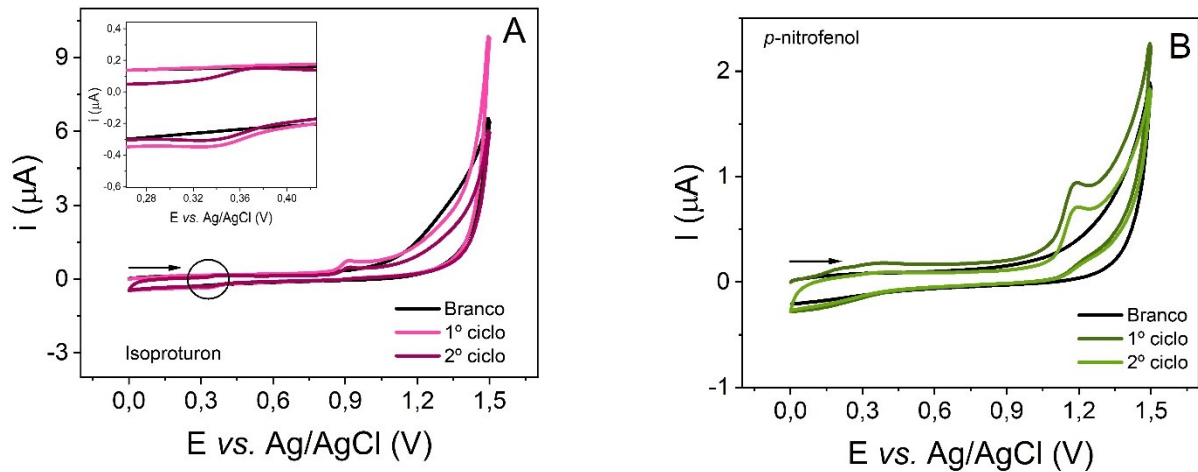 A
0,4
0,2
0,0
-0,2
-0,4
-0,6
i (μA)
0,28 0,32 0,36 0,40
E vs. Ag/AgCl (V)
9
6
3
0
-3
i (μA)
Branco
1º ciclo
2º ciclo
Isoproturon
0,0 0,3 0,6 0,9 1,2 1,5
E vs. Ag/AgCl (V)
p-nitrofenol
B
2
1
0
-1
I (μA)
Branco
1º ciclo
2º ciclo
0,0 0,3 0,6 0,9 1,2 1,5
E vs. Ag/AgCl (V)